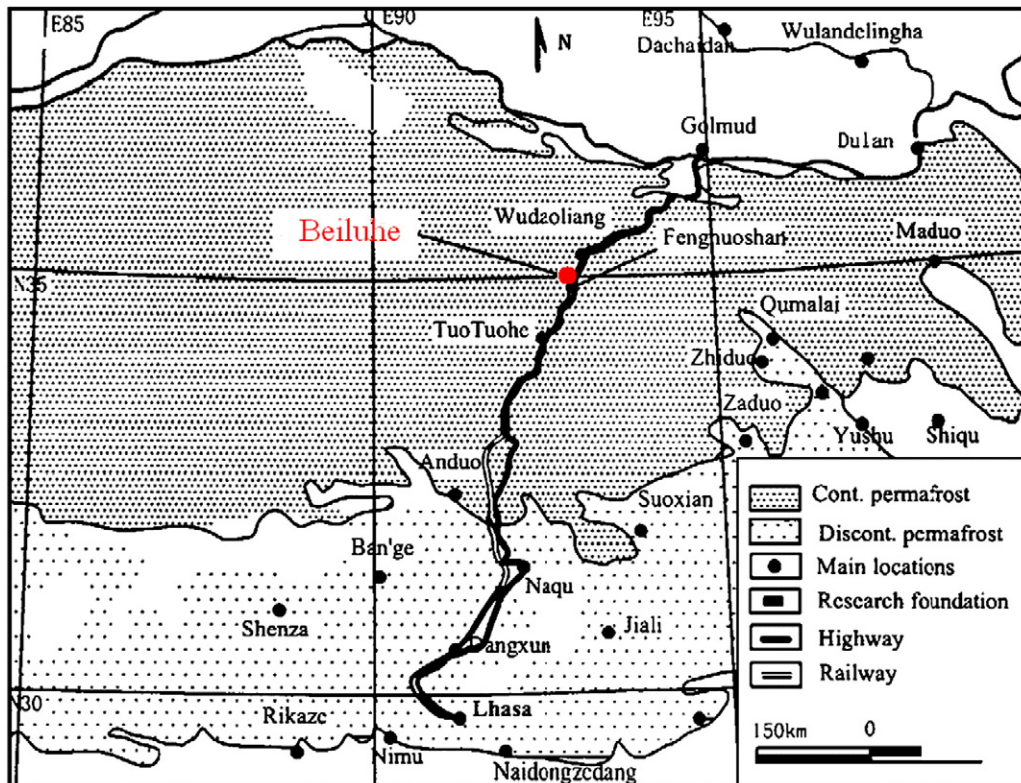 E85
E90
E95
N
Dachaidan
Wulandelingha
Golmud
Dulan
Wudaoliang
Beiluhe
Fengnuoshan
Maduo
N35
Qumalai
TuoTuohe
Zhiduo
Zaduo
Yushu
Shiqu
Anduo
Suoxian
Ban'ge
Naqu
Shenza
Jiali
Dangxun
N30
Rikaze
Lhasa
Nimu
Naidongzedang
Cont. permafrost
Discont. permafrost
Main locations
Research foundation
Highway
Railway
150km 0